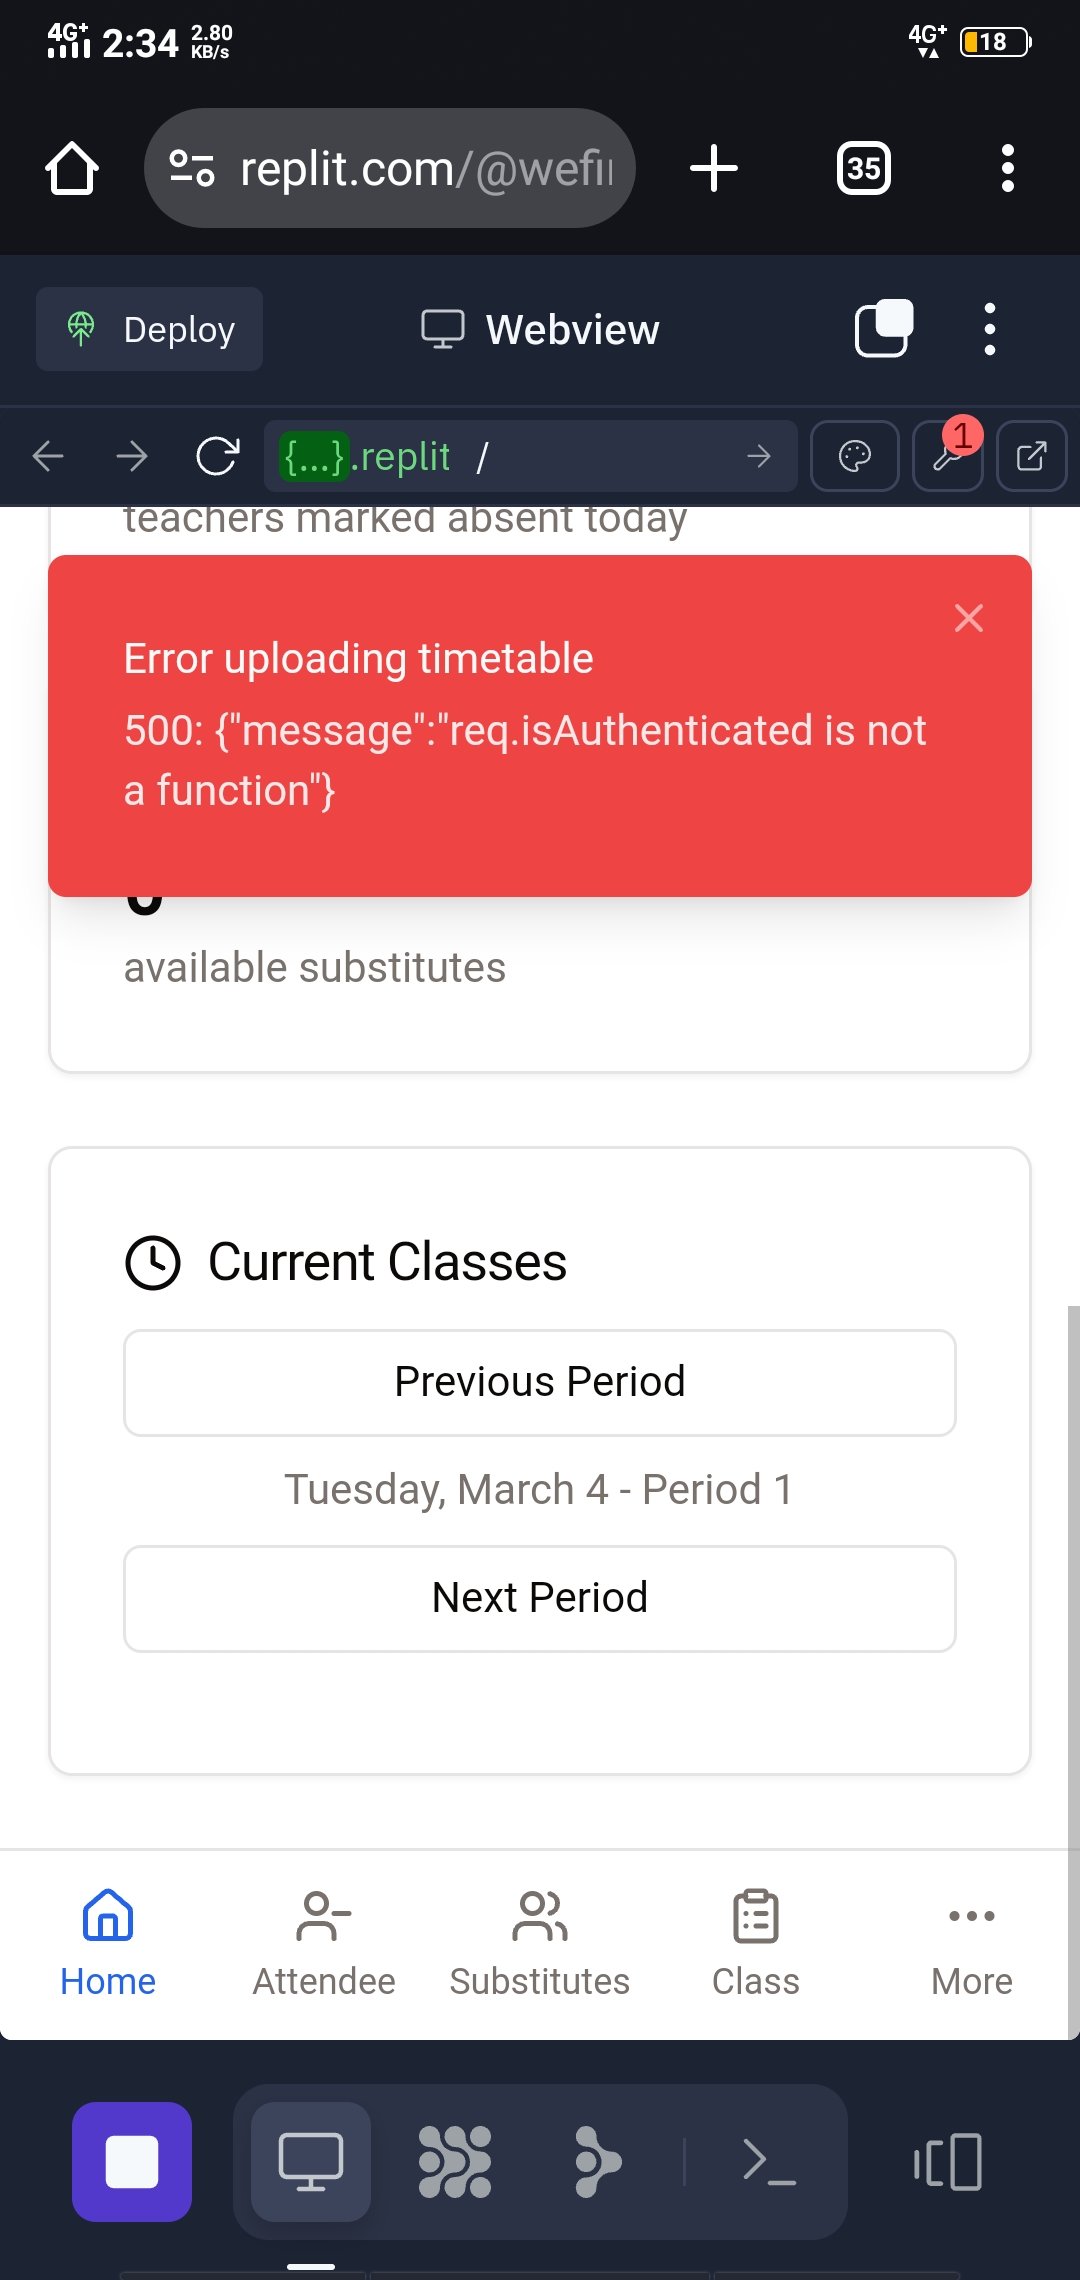 4G+ 2:34 2.80 KB/s 4G+ 18
replit.com/@wefi
35
Deploy Webview
{...}.replit / 1
teachers marked absent today
Error uploading timetable
500: {"message":"req.isAuthenticated is not
a function"}
available substitutes
Current Classes
Previous Period
Tuesday, March 4 - Period 1
Next Period
Home Attendee Substitutes Class More